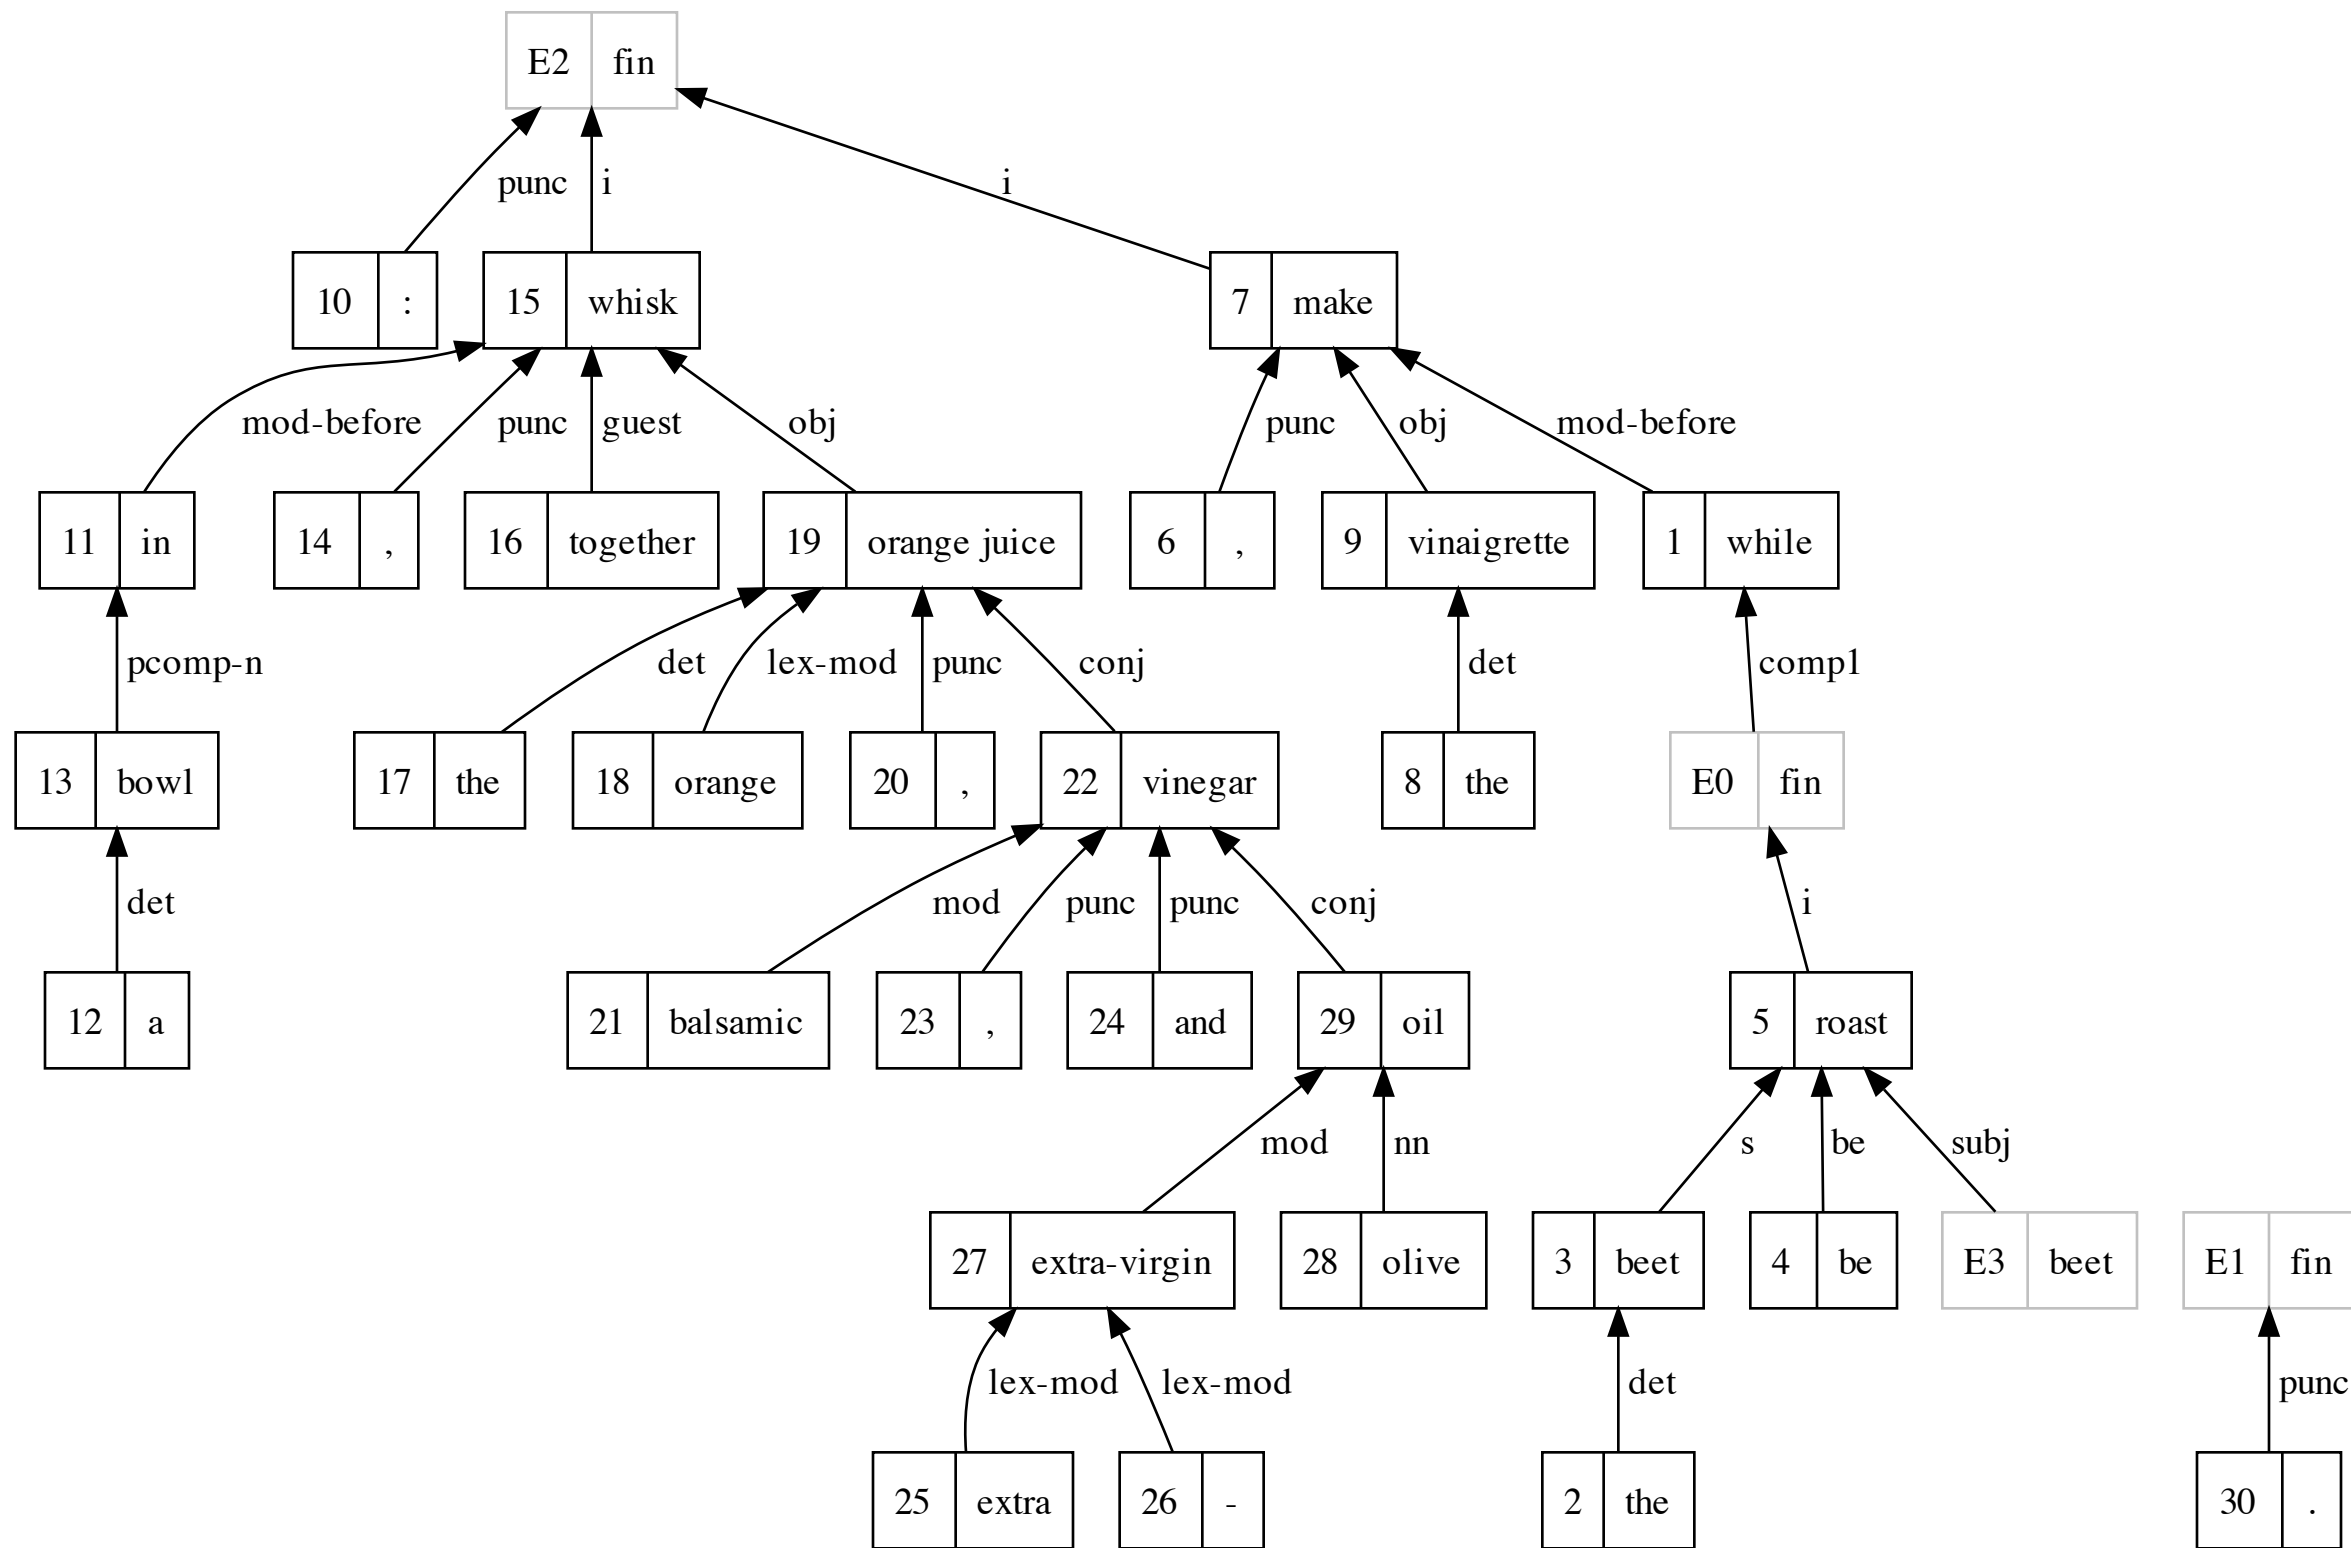 E2 fin
punc i i
10 : 15 whisk 7 make
mod-before punc guest obj punc obj mod-before
11 in 14 , 16 together 19 orange juice 6 , 9 vinaigrette 1 while
pcomp-n det lex-mod punc conj det comp1
13 bowl 17 the 18 orange 20 , 22 vinegar 8 the E0 fin
det mod punc punc conj i
12 a 21 balsamic 23 , 24 and 29 oil 5 roast
mod nn s be subj
27 extra-virgin 28 olive 3 beet 4 be E3 beet E1 fin
lex-mod lex-mod det punc
25 extra 26 - 2 the 30 .